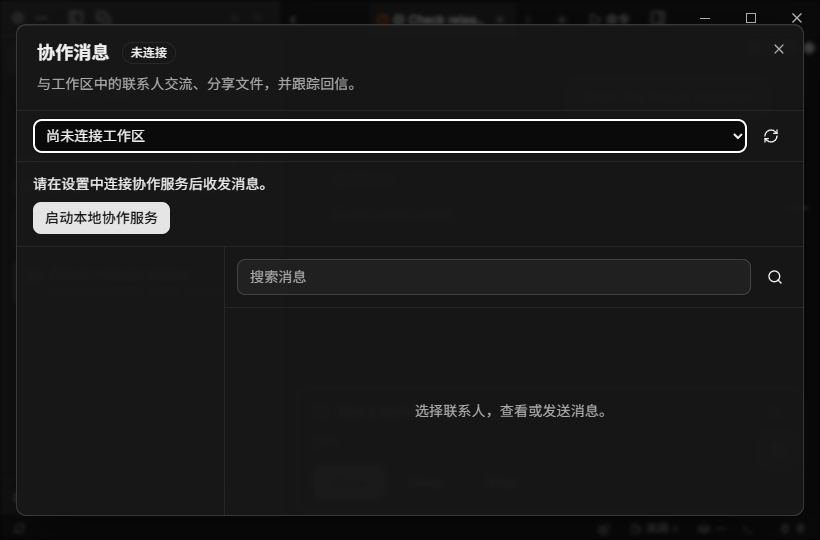 协作消息 未连接
与工作区中的联系人交流、分享文件，并跟踪回信。
尚未连接工作区
请在设置中连接协作服务后收发消息。
启动本地协作服务
搜索消息
选择联系人，查看或发送消息。